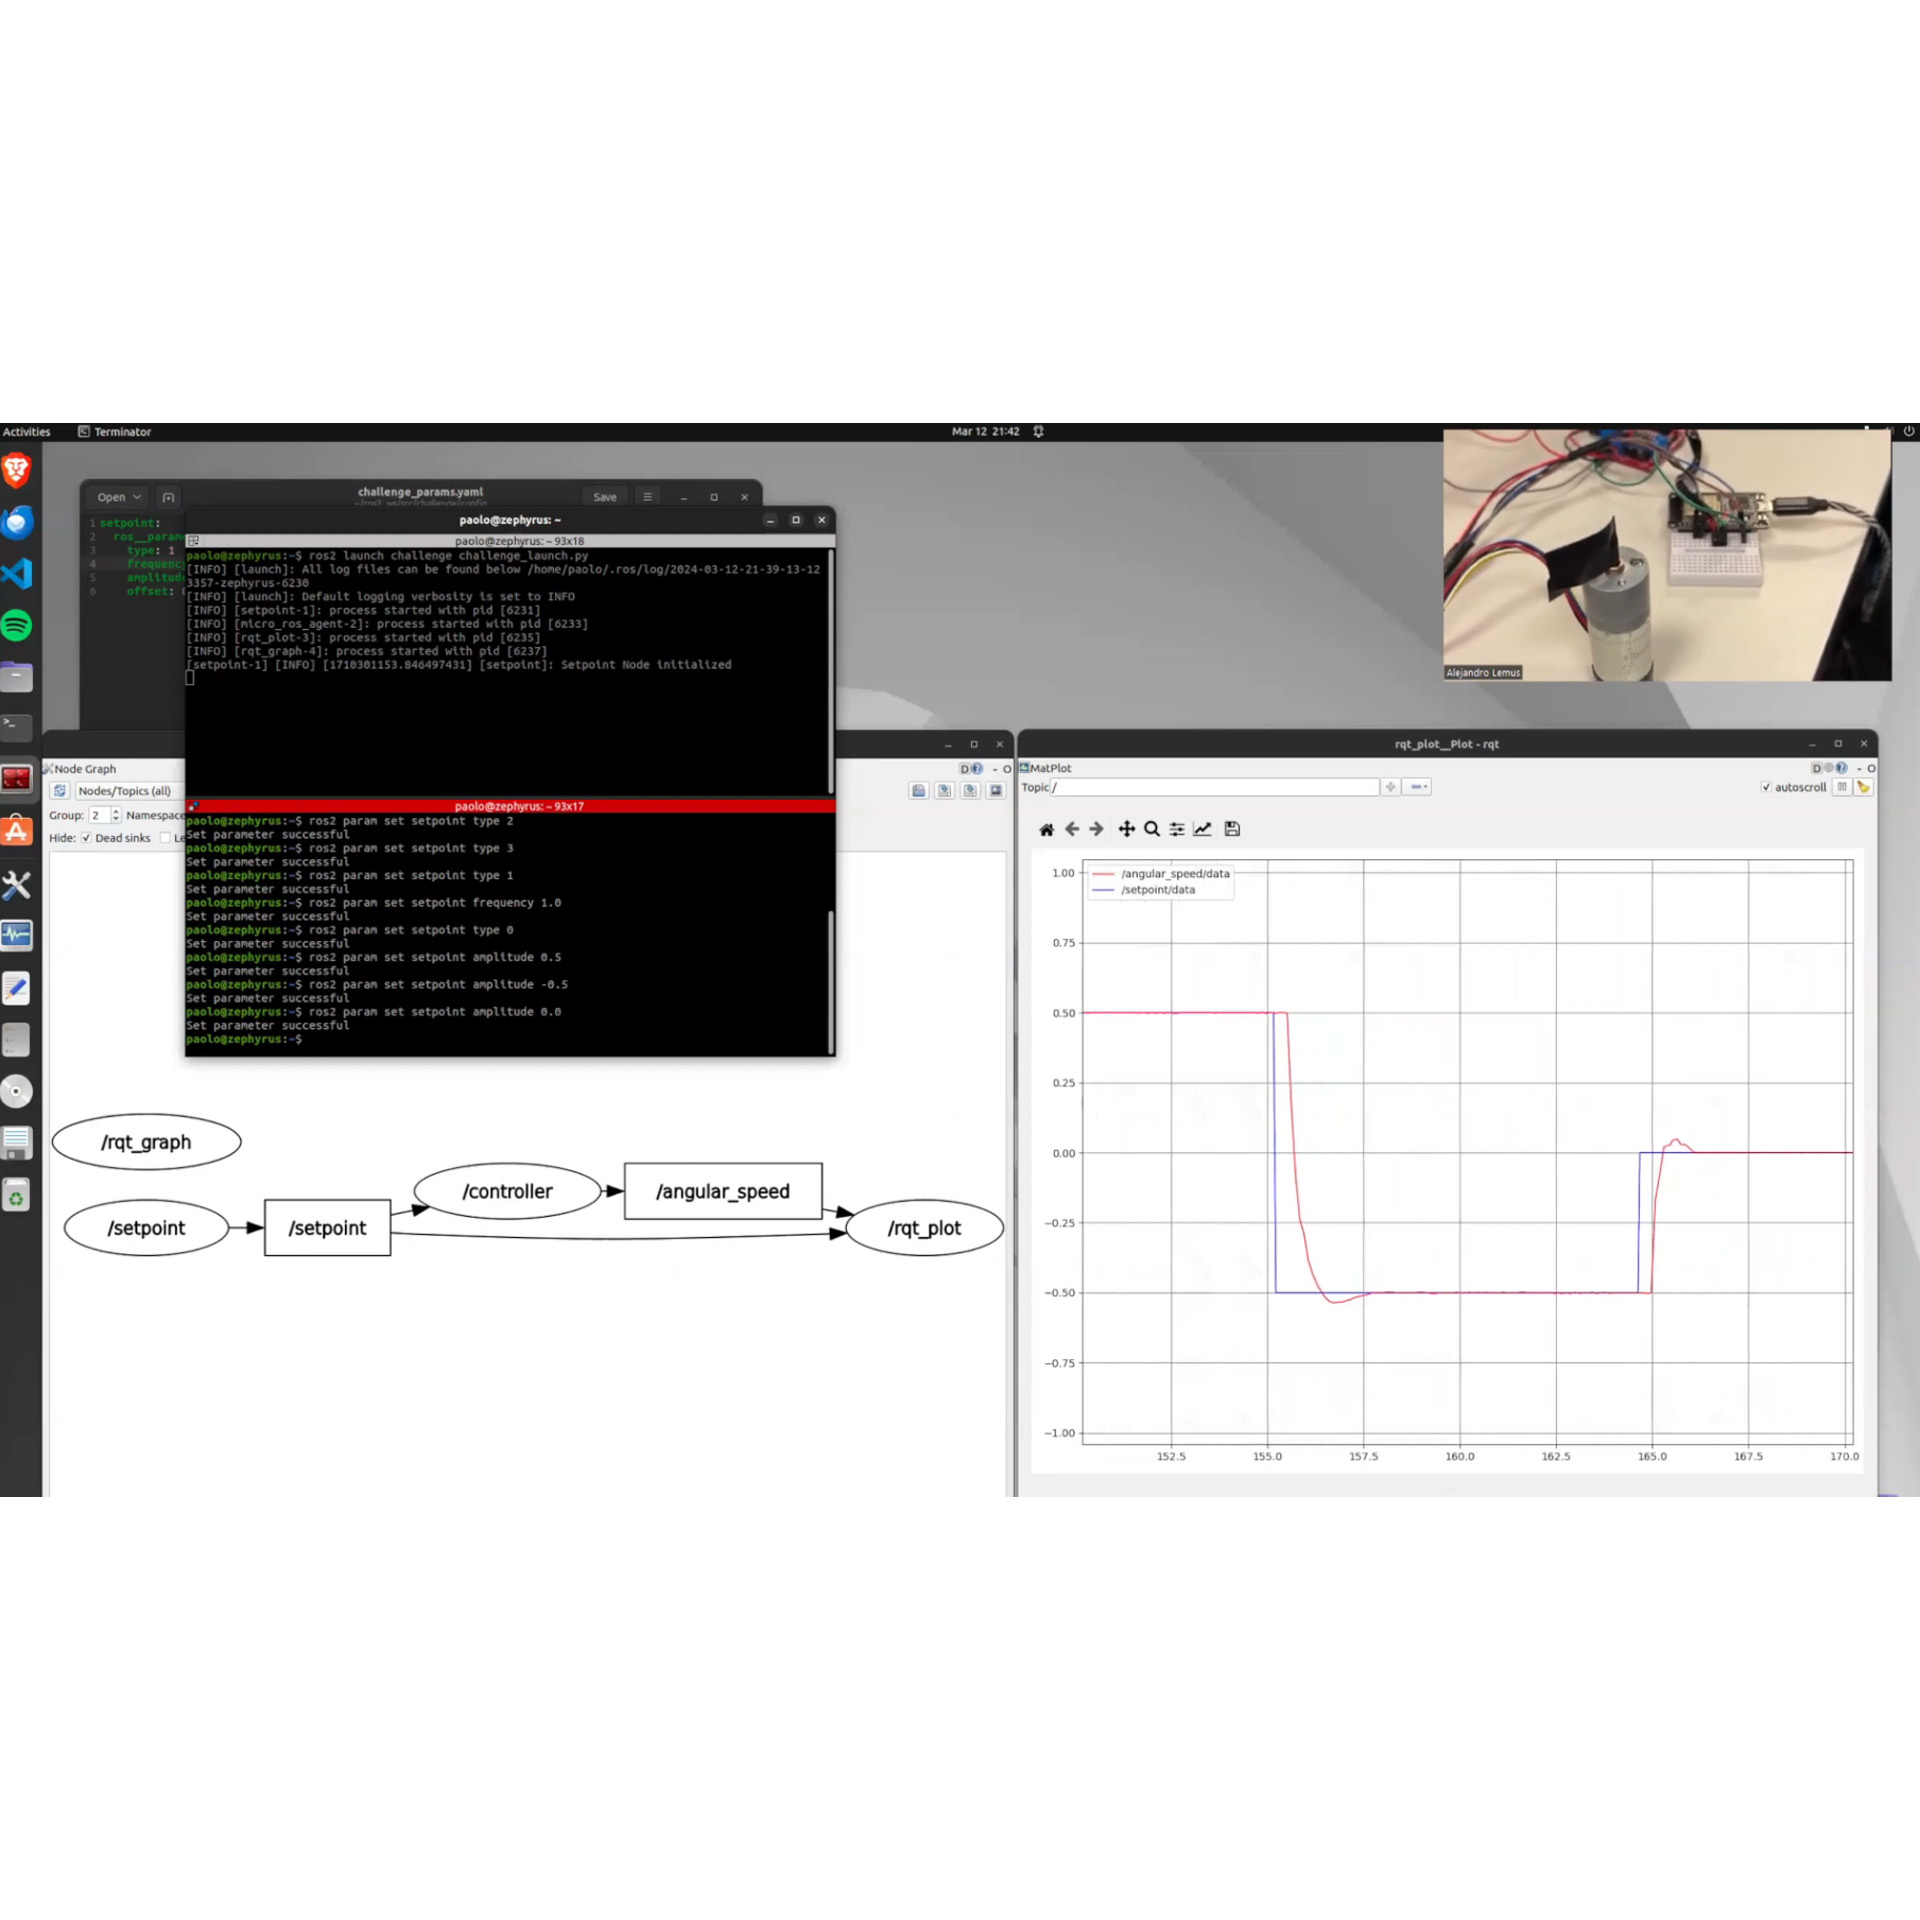 Activities
Terminator
Mar 12 21:42
Open
challenge_params.yaml
Save
1 setpoint:
2 ros__param
3 type: 1
4 frequenc
5 amplitud
6 offset:
paolo@zephyrus: ~
paolo@zephyrus: ~ 93x18
paolo@zephyrus:~$ ros2 launch challenge challenge_launch.py
[INFO] [launch]: All log files can be found below /home/paolo/.ros/log/2024-03-12-21-39-13-12
3357-zephyrus-6230
[INFO] [launch]: Default logging verbosity is set to INFO
[INFO] [setpoint-1]: process started with pid [6231]
[INFO] [micro_ros_agent-2]: process started with pid [6233]
[INFO] [rqt_plot-3]: process started with pid [6235]
[INFO] [rqt_graph-4]: process started with pid [6237]
[setpoint-1] [INFO] [1710301153.846497431] [setpoint]: Setpoint Node initialized
paolo@zephyrus: ~ 93x17
paolo@zephyrus:~$ ros2 param set setpoint type 2
Set parameter successful
paolo@zephyrus:~$ ros2 param set setpoint type 3
Set parameter successful
paolo@zephyrus:~$ ros2 param set setpoint type 1
Set parameter successful
paolo@zephyrus:~$ ros2 param set setpoint frequency 1.0
Set parameter successful
paolo@zephyrus:~$ ros2 param set setpoint type 0
Set parameter successful
paolo@zephyrus:~$ ros2 param set setpoint amplitude 0.5
Set parameter successful
paolo@zephyrus:~$ ros2 param set setpoint amplitude -0.5
Set parameter successful
paolo@zephyrus:~$ ros2 param set setpoint amplitude 0.0
Set parameter successful
paolo@zephyrus:~$
Alejandro Lemus
Node Graph
D - O
Nodes/Topics (all)
Group: 2 Namespace
Hide: Dead sinks Le
/rqt_graph
/setpoint
/setpoint
/controller
/angular_speed
/rqt_plot
rqt_plot__Plot - rqt
MatPlot
D - O
Topic /
autoscroll
/angular_speed/data
/setpoint/data
1.00
0.75
0.50
0.25
0.00
−0.25
−0.50
−0.75
−1.00
152.5 155.0 157.5 160.0 162.5 165.0 167.5 170.0